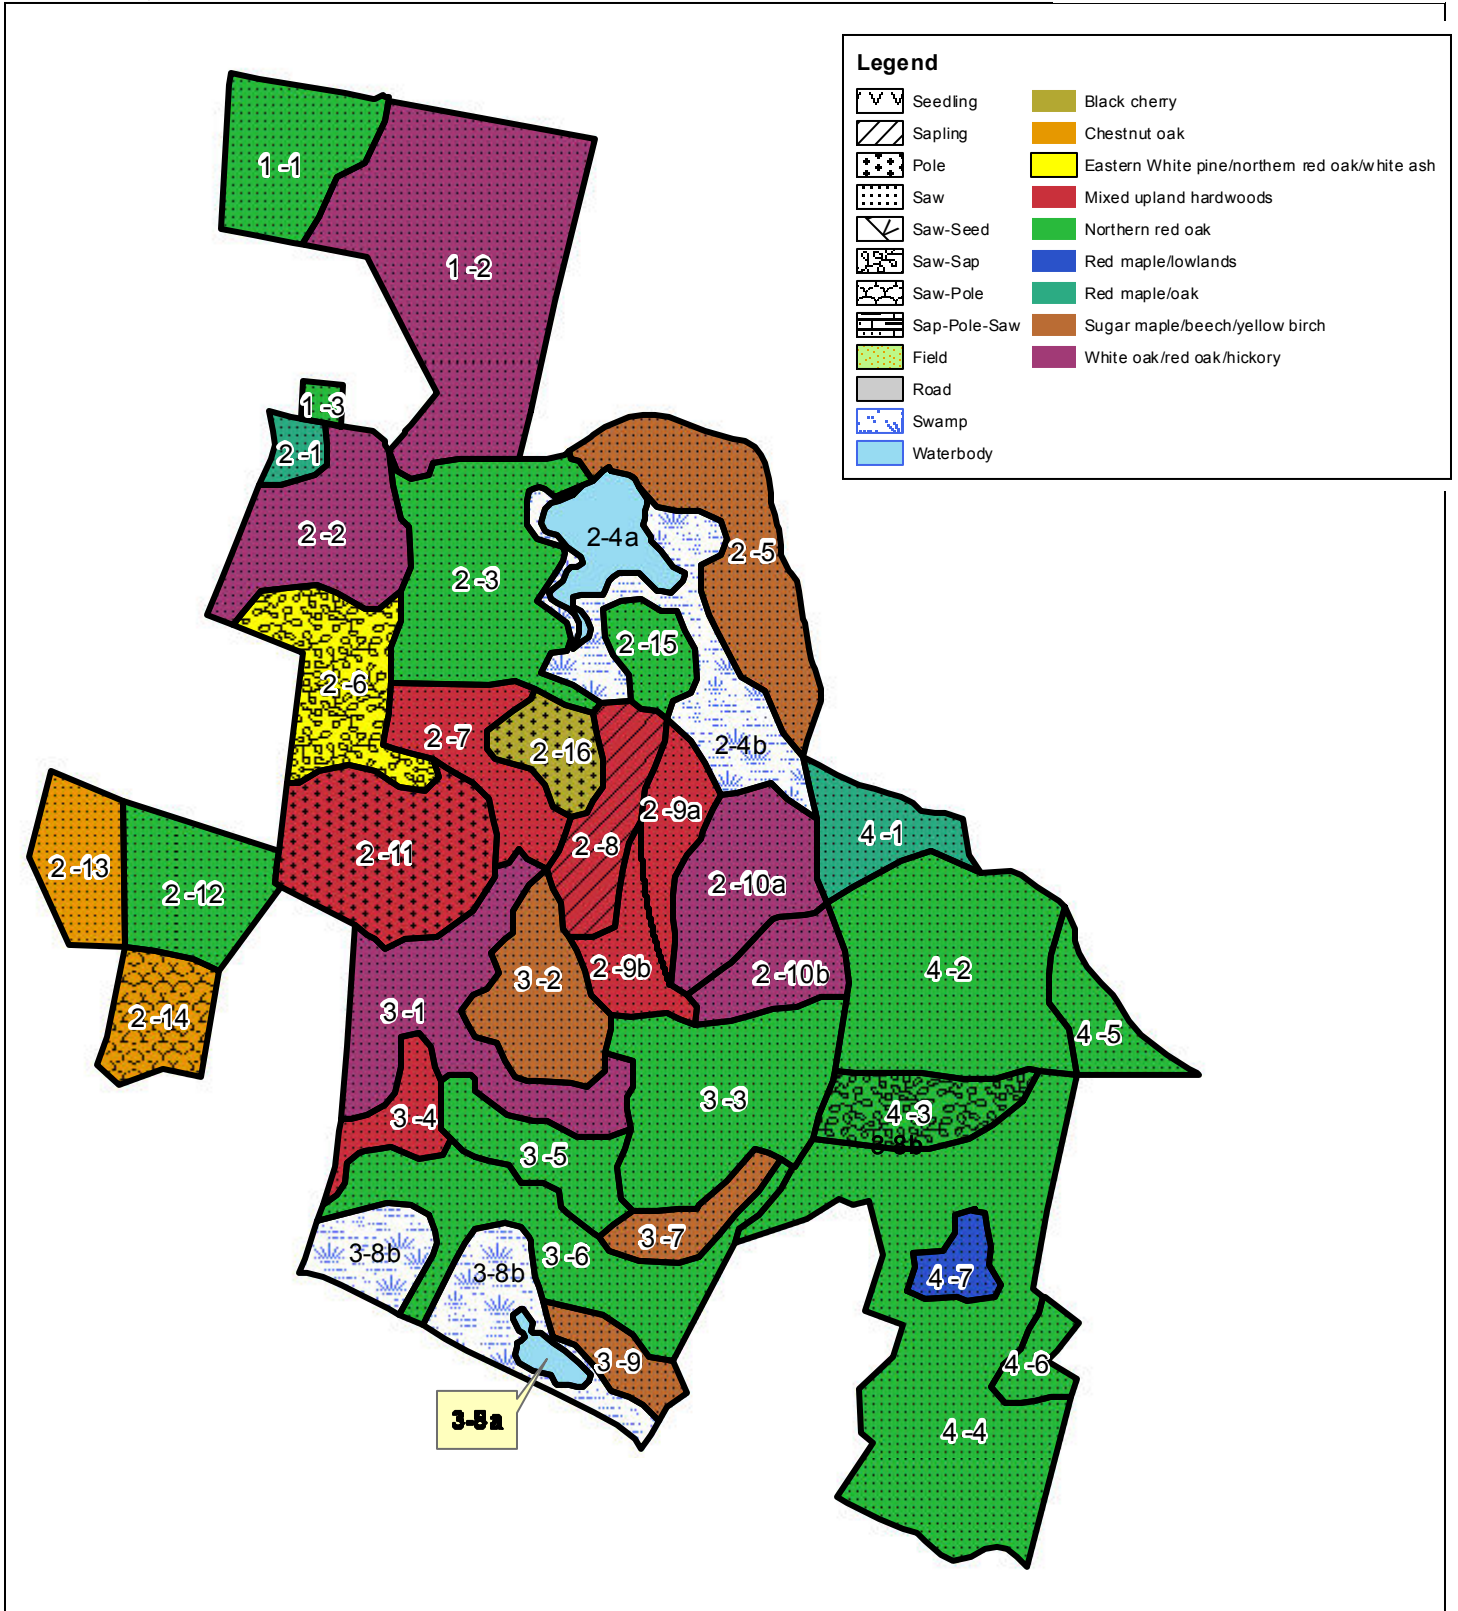 Legend
Seedling
Sapling
Pole
Saw
Saw-Seed
Saw-Sap
Saw-Pole
Sap-Pole-Saw
Field
Road
Swamp
Waterbody
Black cherry
Chestnut oak
Eastern White pine/northern red oak/white ash
Mixed upland hardwoods
Northern red oak
Red maple/lowlands
Red maple/oak
Sugar maple/beech/yellow birch
White oak/red oak/hickory
1-1
1-2
1-3
2-1
2-2
2-3
2-4a
2-5
2-15
2-6
2-7
2-16
2-4b
2-9a
2-8
4-1
2-11
2-13
2-12
2-10a
3-2
2-9b
2-10b
4-2
3-1
2-14
4-5
3-3
3-4
4-3
3-8b
3-5
3-7
3-8b
3-6
3-8b
4-7
3-9
4-6
4-4